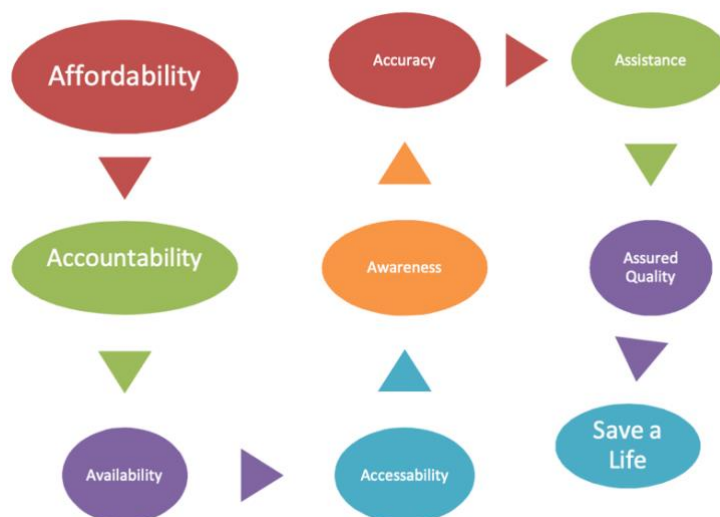 Affordability
Accountability
Availability
Accessability
Awareness
Accuracy
Assistance
Assured
Quality
Save a
Life